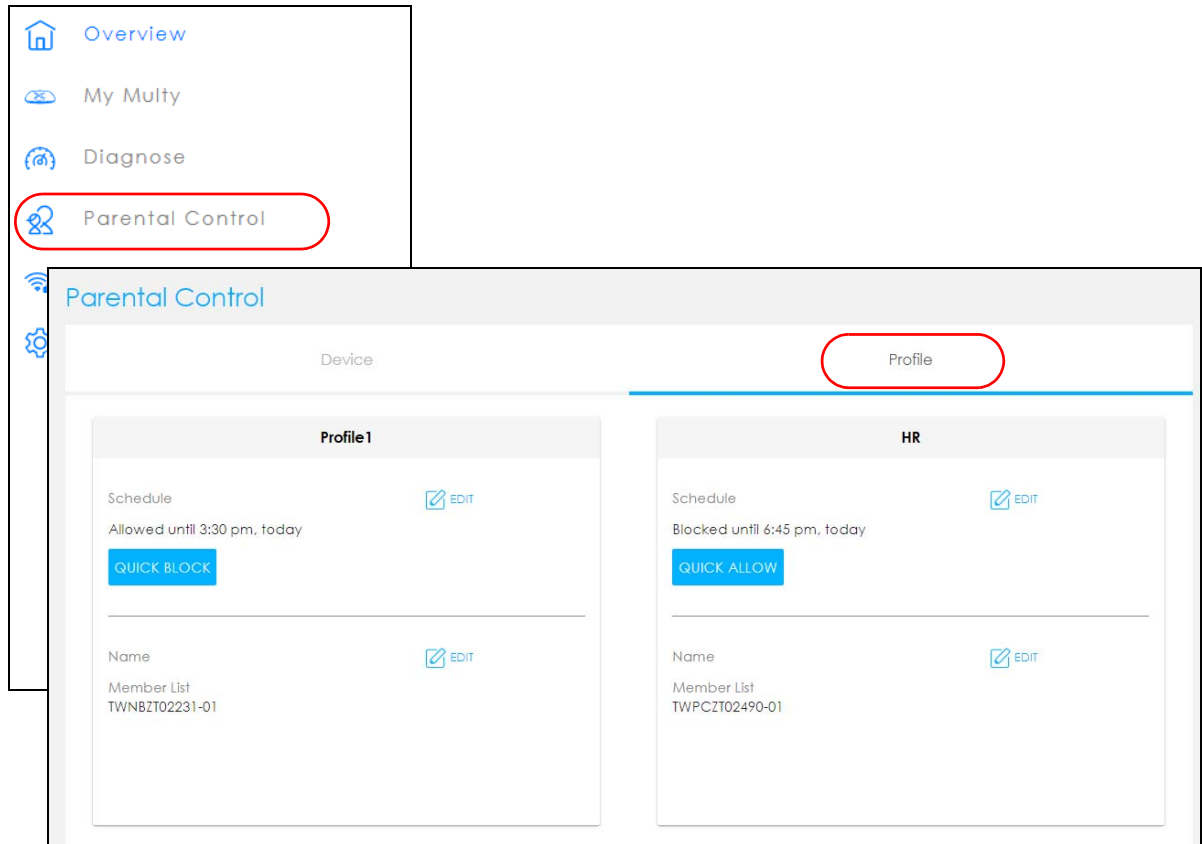 Overview
My Multy
Diagnose
Parental Control
Parental Control
Device
Profile
Profile1
Schedule
EDIT
Allowed until 3:30 pm, today
QUICK BLOCK
Name
EDIT
Member List
TWNBZT02231-01
HR
Schedule
EDIT
Blocked until 6:45 pm, today
QUICK ALLOW
Name
EDIT
Member List
TWPCZT02490-01